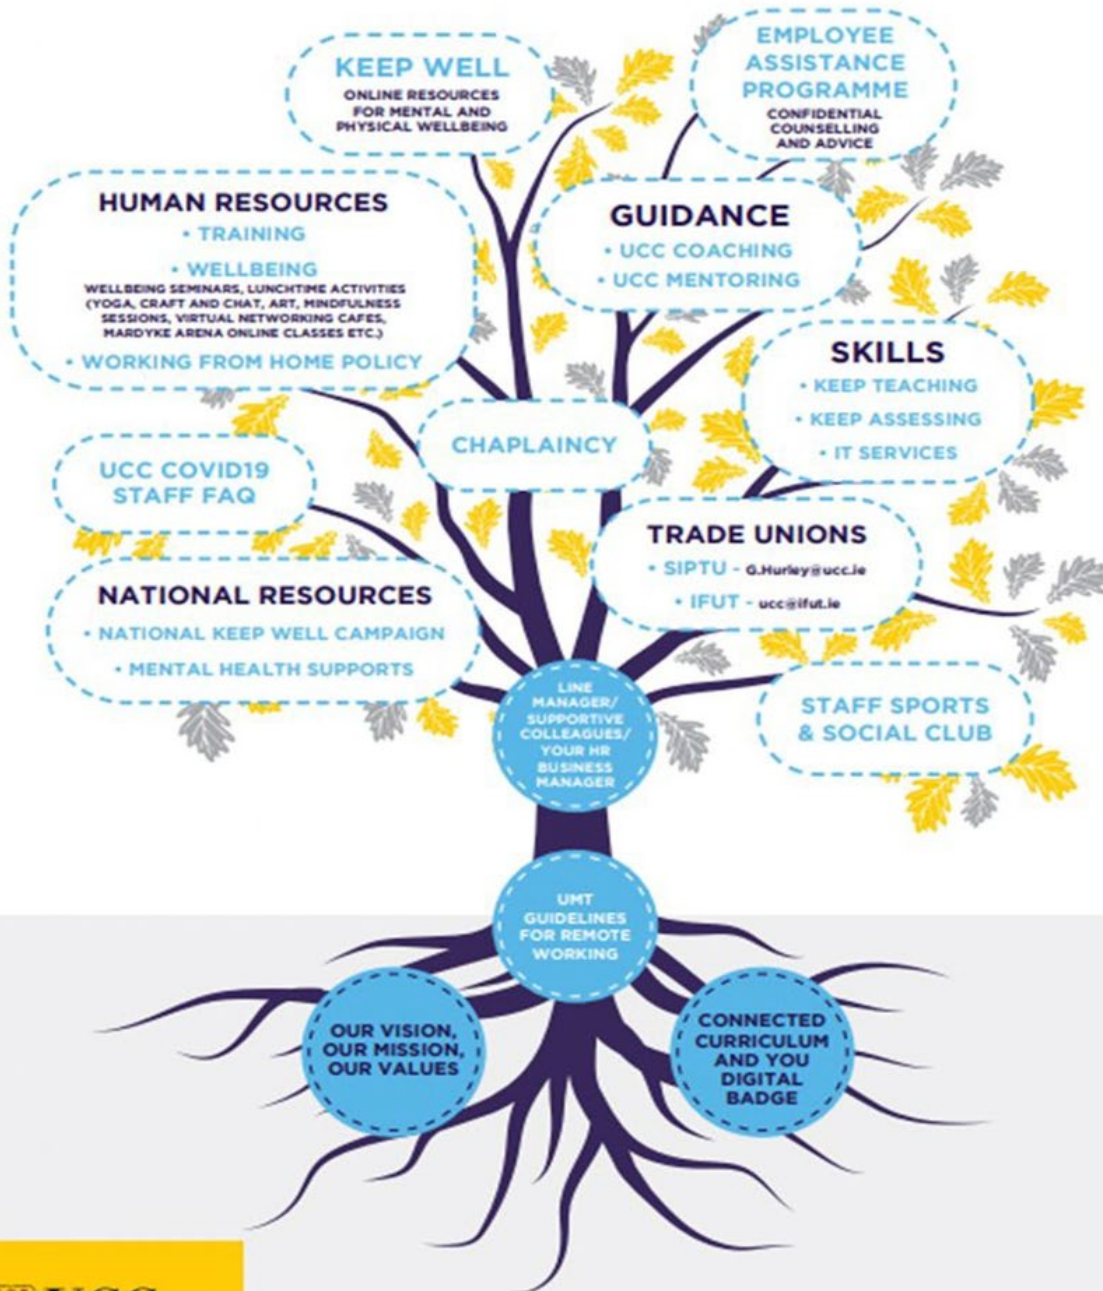 KEEP WELL
ONLINE RESOURCES
FOR MENTAL AND
PHYSICAL WELLBEING
EMPLOYEE
ASSISTANCE
PROGRAMME
CONFIDENTIAL
COUNSELLING
AND ADVICE
HUMAN RESOURCES
• TRAINING
• WELLBEING
WELLBEING SEMINARS, LUNCHTIME ACTIVITIES
(YOGA, CRAFT AND CHAT, ART, MINDFULNESS
SESSIONS, VIRTUAL NETWORKING CAFES,
MARDYKE ARENA ONLINE CLASSES ETC.)
• WORKING FROM HOME POLICY
GUIDANCE
• UCC COACHING
• UCC MENTORING
SKILLS
• KEEP TEACHING
• KEEP ASSESSING
• IT SERVICES
CHAPLAINCY
UCC COVID19
STAFF FAQ
TRADE UNIONS
• SIPTU - G.Hurley@ucc.ie
• IFUT - ucc@ifut.ie
NATIONAL RESOURCES
• NATIONAL KEEP WELL CAMPAIGN
• MENTAL HEALTH SUPPORTS
STAFF SPORTS
& SOCIAL CLUB
LINE
MANAGER/
SUPPORTIVE
COLLEAGUES/
YOUR HR
BUSINESS
MANAGER
UMT
GUIDELINES
FOR REMOTE
WORKING
OUR VISION,
OUR MISSION,
OUR VALUES
CONNECTED
CURRICULUM
AND YOU
DIGITAL
BADGE
UCC